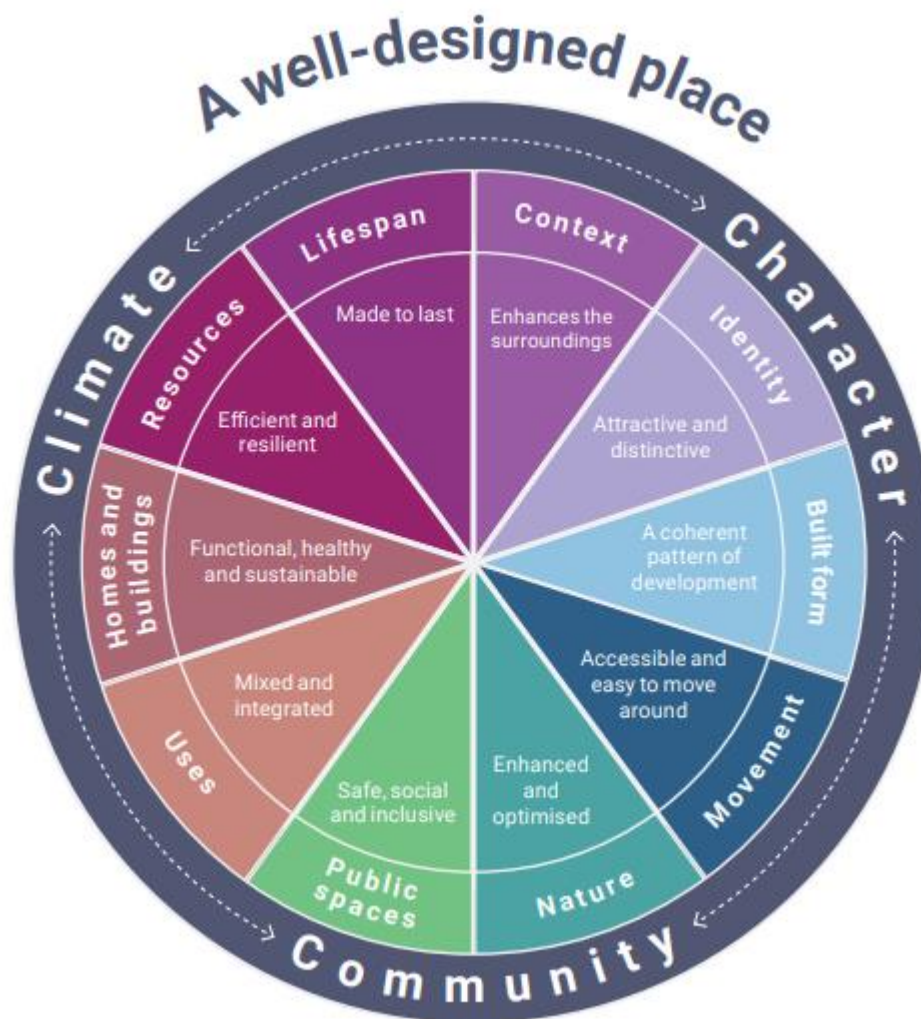 A well-designed place
Climate
Character
Community
Context
Enhances the
surroundings
Identity
Attractive and
distinctive
Built form
A coherent
pattern of
development
Movement
Accessible and
easy to move
around
Nature
Enhanced
and
optimised
Public
spaces
Safe, social
and inclusive
Uses
Mixed and
integrated
Homes and
buildings
Functional, healthy
and sustainable
Resources
Efficient and
resilient
Lifespan
Made to last